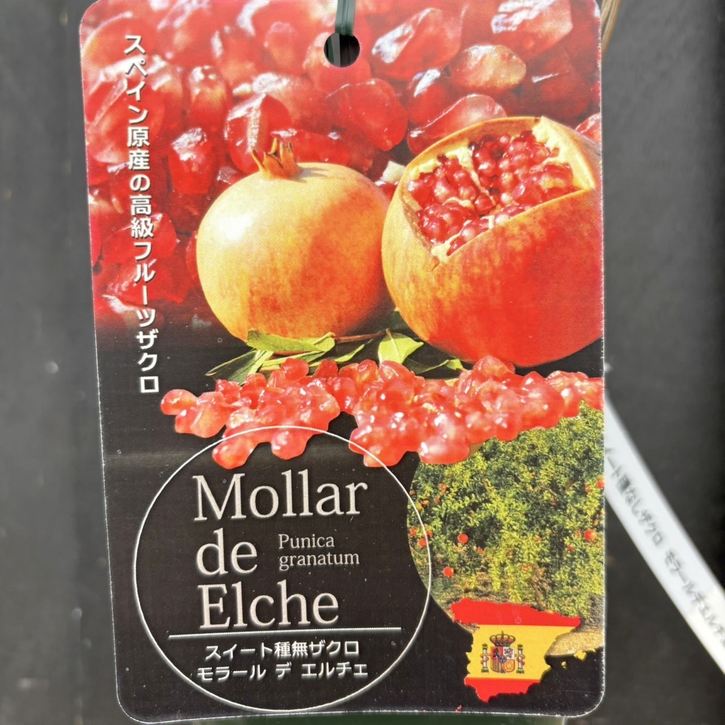 スペイン原産の高級フルーツザクロ
Mollar
de
Punica
granatum
Elche
スイート種無ザクロ
モラール デ エルチェ